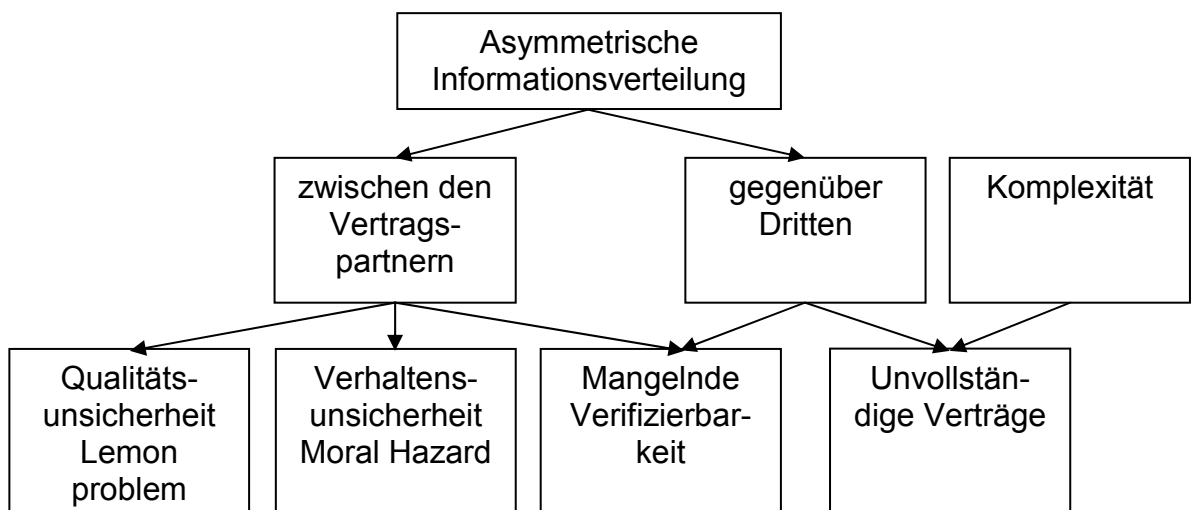 Asymmetrische
Informationsverteilung
zwischen den
Vertrags-
partnern
gegenüber
Dritten
Komplexität
Qualitäts-
unsicherheit
Lemon
problem
Verhaltens-
unsicherheit
Moral Hazard
Mangelnde
Verifizierbar-
keit
Unvollstän-
dige Verträge